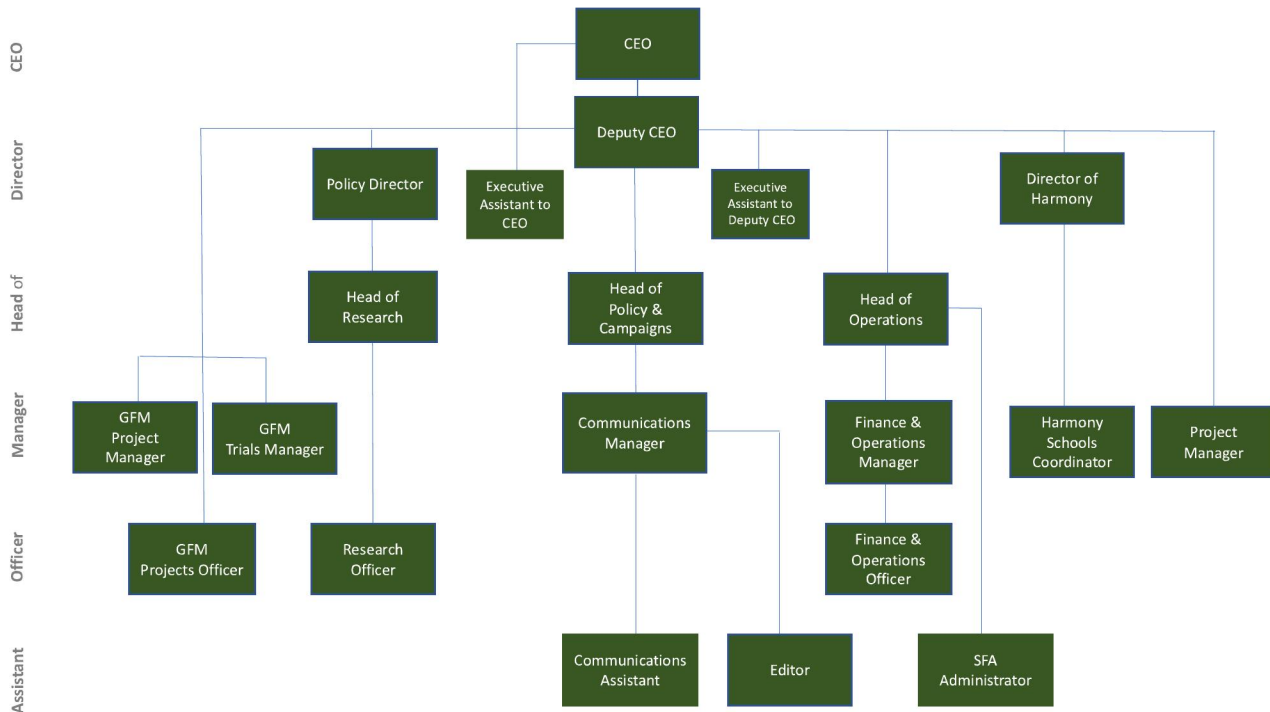 CEO
CEO
Director
Deputy CEO
Policy Director
Executive
Assistant to
CEO
Executive
Assistant to
Deputy CEO
Director of
Harmony
Head of
Head of
Research
Head of
Policy &
Campaigns
Head of
Operations
Manager
GFM
Project
Manager
GFM
Trials Manager
Communications
Manager
Finance &
Operations
Manager
Harmony
Schools
Coordinator
Project
Manager
Officer
GFM
Projects Officer
Research
Officer
Finance &
Operations
Officer
Assistant
Communications
Assistant
Editor
SFA
Administrator